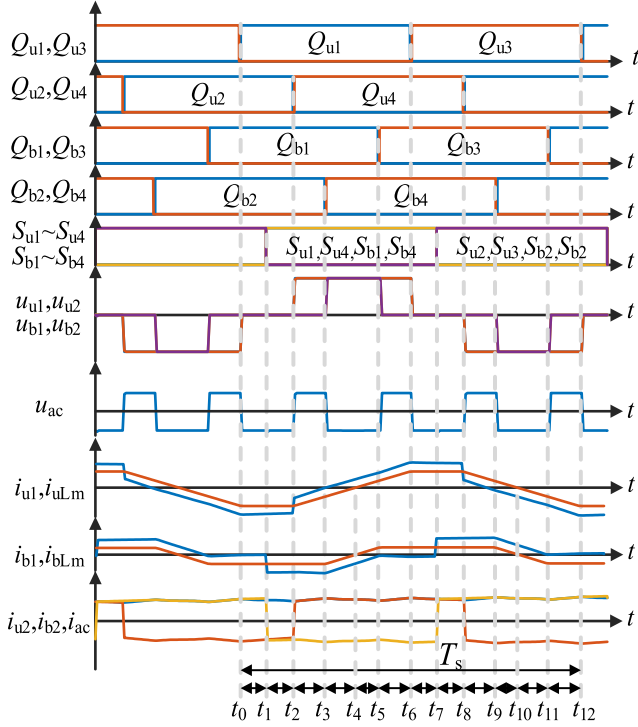 Qu1,Qu3 Qu1 Qu3 t
Qu2,Qu4 Qu2 Qu4 t
Qb1,Qb3 Qb1 Qb3 t
Qb2,Qb4 Qb2 Qb4 t
Su1~Su4
Sb1~Sb4 Su1,Su4,Sb1,Sb4 Su2,Su3,Sb2,Sb2 t
uu1,uu2
ub1,ub2 t
uac t
iu1,iuLm t
ib1,ibLm t
iu2,ib2,iac t
Ts
t0 t1 t2 t3 t4 t5 t6 t7 t8 t9 t10 t11 t12